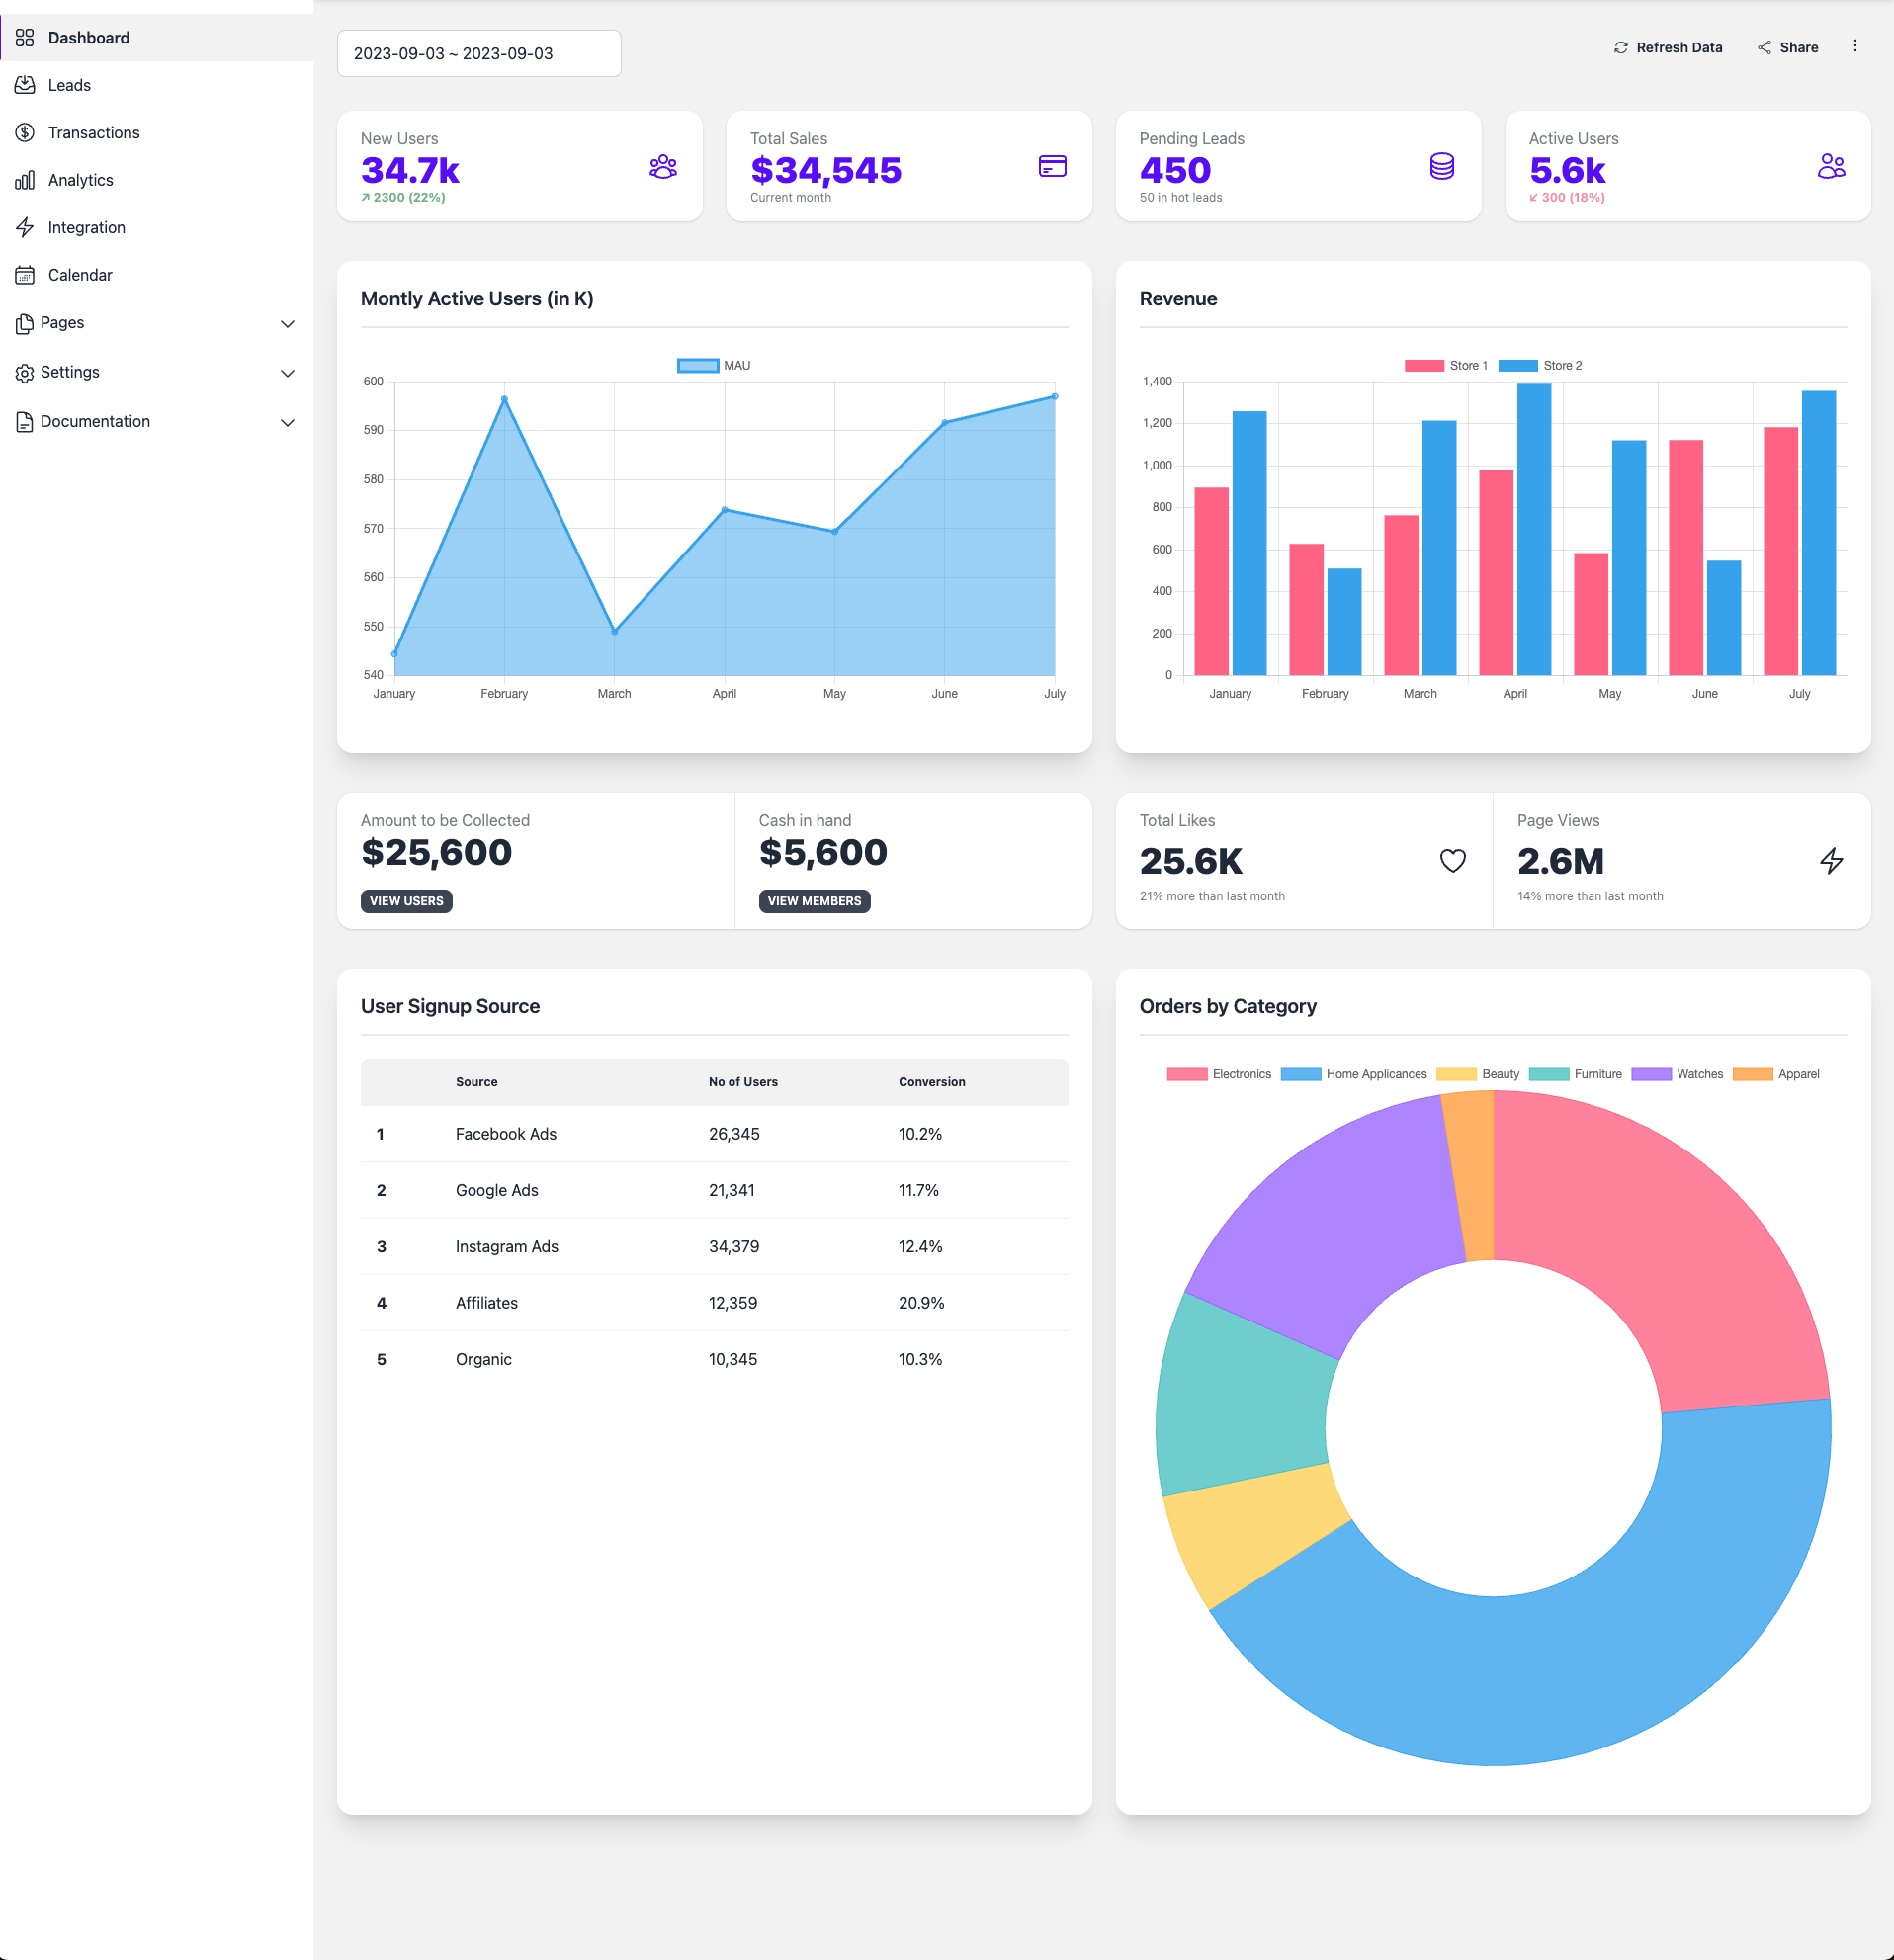 Dashboard
Leads
Transactions
Analytics
Integration
Calendar
Pages
Settings
Documentation
2023-09-03 ~ 2023-09-03
Refresh Data
Share
New Users
34.7k
↗ 2300 (22%)
Total Sales
$34,545
Current month
Pending Leads
450
50 in hot leads
Active Users
5.6k
↙ 300 (18%)
Montly Active Users (in K)
MAU
600
590
580
570
560
550
540
January February March April May June July
Revenue
Store 1 Store 2
1,400
1,200
1,000
800
600
400
200
0
January February March April May June July
Amount to be Collected
$25,600
VIEW USERS
Cash in hand
$5,600
VIEW MEMBERS
Total Likes
25.6K
21% more than last month
Page Views
2.6M
14% more than last month
User Signup Source
Source No of Users Conversion
1 Facebook Ads 26,345 10.2%
2 Google Ads 21,341 11.7%
3 Instagram Ads 34,379 12.4%
4 Affiliates 12,359 20.9%
5 Organic 10,345 10.3%
Orders by Category
Electronics Home Applicances Beauty Furniture Watches Apparel